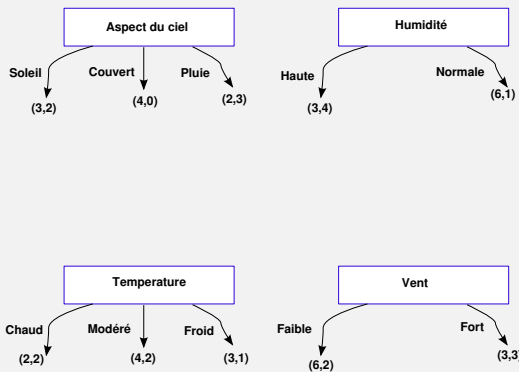 Aspect du ciel
Soleil
Couvert
Pluie
(3,2)
(4,0)
(2,3)
Humidité
Haute
Normale
(3,4)
(6,1)
Temperature
Chaud
Modéré
Froid
(2,2)
(4,2)
(3,1)
Vent
Faible
Fort
(6,2)
(3,3)